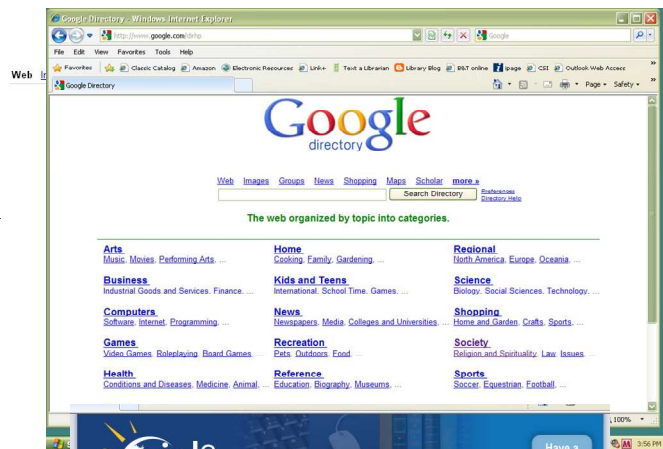 Google Directory - Windows Internet Explorer
http://www.google.com/dirhp
Google
File Edit View Favorites Tools Help
Favorites Classic Catalog Amazon Electronic Resources Link+ Text a Librarian Library Blog B&T online ipage CSI Outlook Web Access »
Web
Google Directory
Page Safety »
Google
directory
Web Images Groups News Shopping Maps Scholar more »
Search Directory
Preferences
Directory Help
The web organized by topic into categories.
Arts
Music, Movies, Performing Arts, ...
Home
Cooking, Family, Gardening, ...
Regional
North America, Europe, Oceania, ...
Business
Industrial Goods and Services, Finance, ...
Kids and Teens
International, School Time, Games, ...
Science
Biology, Social Sciences, Technology, ...
Computers
Software, Internet, Programming, ...
News
Newspapers, Media, Colleges and Universities, ...
Shopping
Home and Garden, Crafts, Sports, ...
Games
Video Games, Roleplaying, Board Games, ...
Recreation
Pets, Outdoors, Food, ...
Society
Religion and Spirituality, Law, Issues, ...
Health
Conditions and Diseases, Medicine, Animal, ...
Reference
Education, Biography, Museums, ...
Sports
Soccer, Equestrian, Football, ...
100%
Have a
3:56 PM